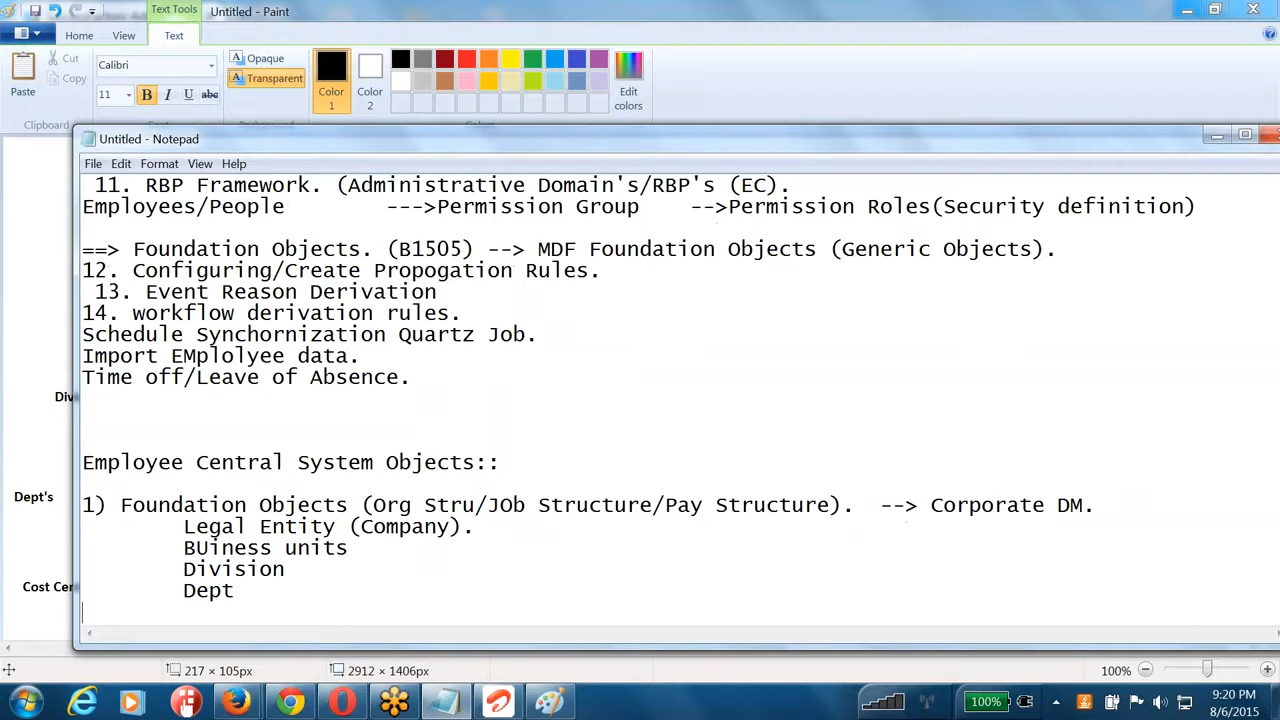 Text Tools
Untitled - Paint
Home
View
Text
Paste
Cut
Copy
Clipboard
Calibri
11
B I U abc
Opaque
Transparent
Color
1
Color
2
Edit
colors
Untitled - Notepad
File Edit Format View Help
11. RBP Framework. (Administrative Domain's/RBP's (EC).
Employees/People --->Permission Group -->Permission Roles(Security definition)
==> Foundation Objects. (B1505) --> MDF Foundation Objects (Generic Objects).
12. Configuring/Create Propogation Rules.
13. Event Reason Derivation
14. workflow derivation rules.
Schedule Synchornization Quartz Job.
Import EMplolyee data.
Time off/Leave of Absence.
Employee Central System Objects::
1) Foundation Objects (Org Stru/JOb Structure/Pay Structure). --> Corporate DM.
Legal Entity (Company).
BUiness units
Division
Dept
Div
Dept's
Cost Cer
217 × 105px
2912 × 1406px
100%
100%
9:20 PM
8/6/2015